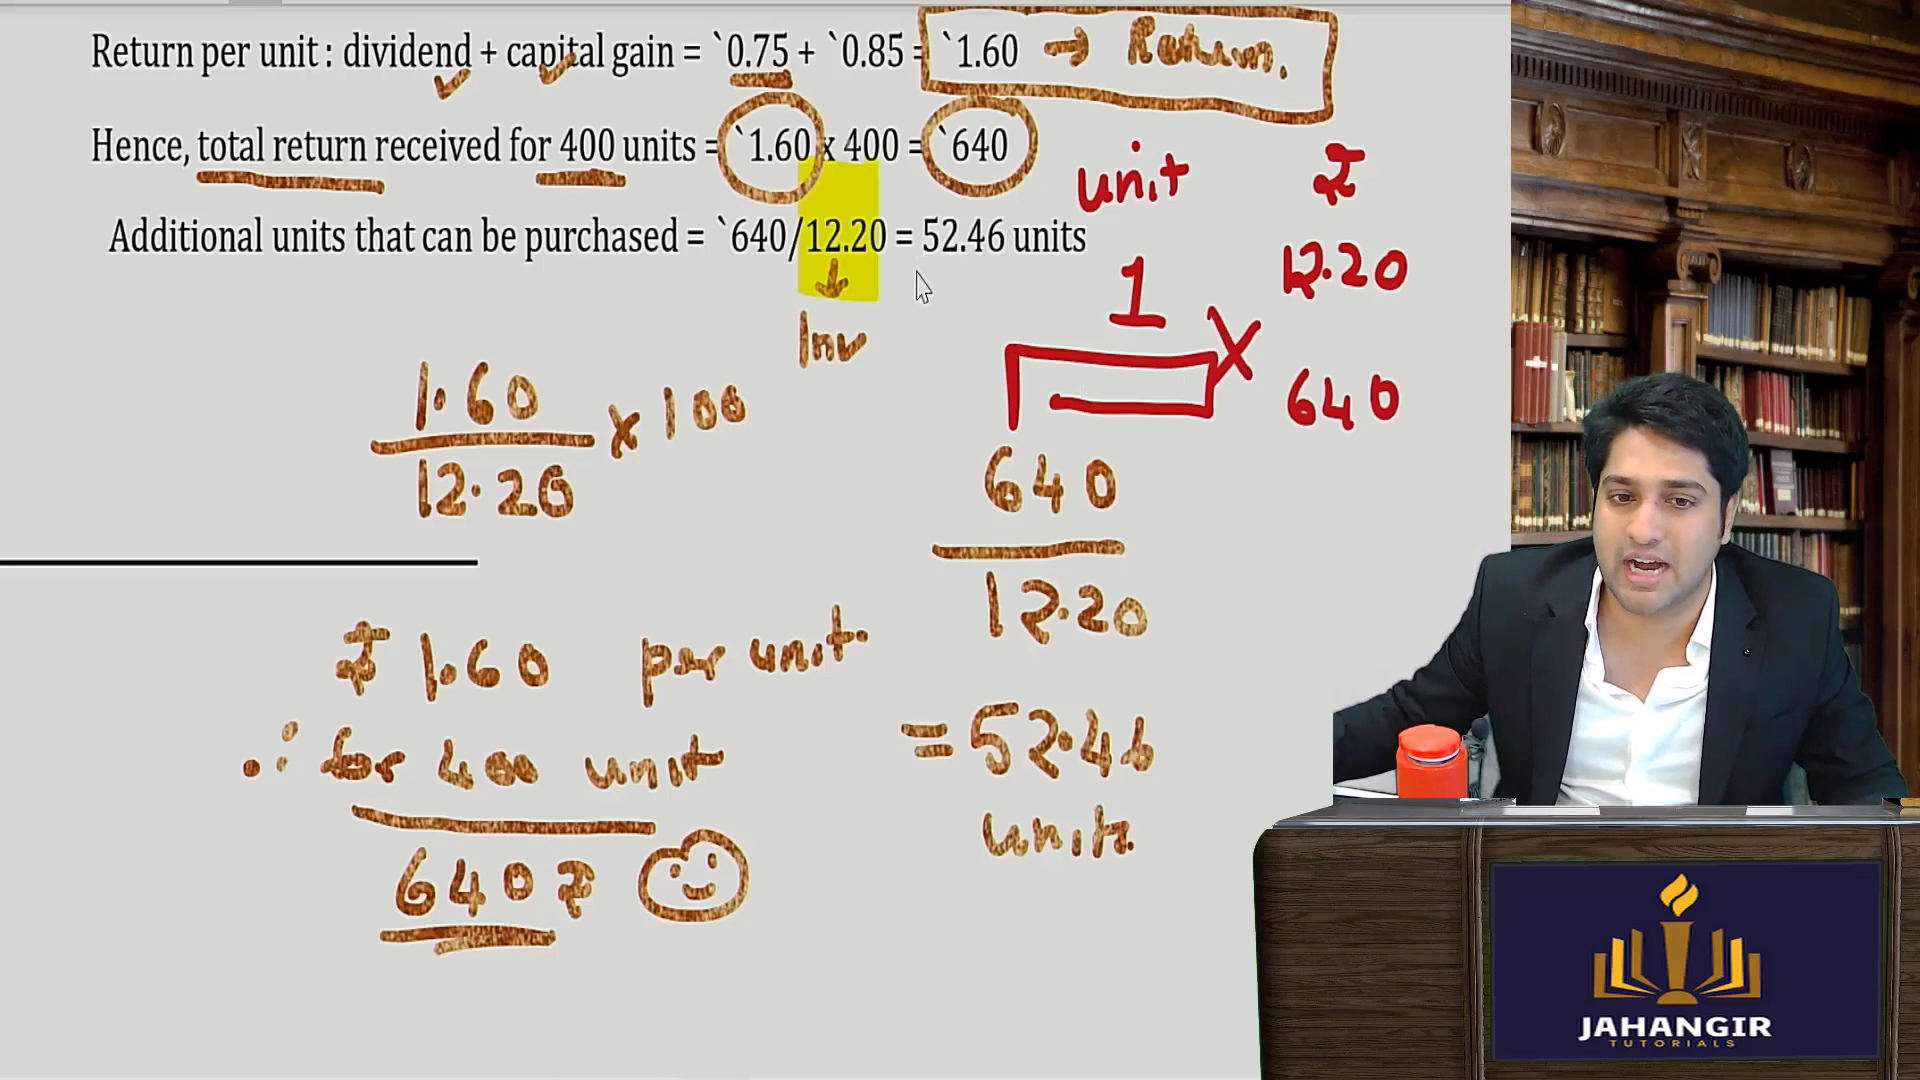 Return per unit : dividend + capital gain = `0.75 + `0.85 = `1.60 → Return.
Hence, total return received for 400 units = `1.60 x 400 = `640
Additional units that can be purchased = `640/12.20 = 52.46 units
↓
Inv
unit ₹
1 12.20
X 640
1.60
12.20
x 100
640
12.20
= 52.46
units.
₹ 1.60 per unit.
∴ for 400 unit
640 ₹
JAHANGIR
TUTORIALS